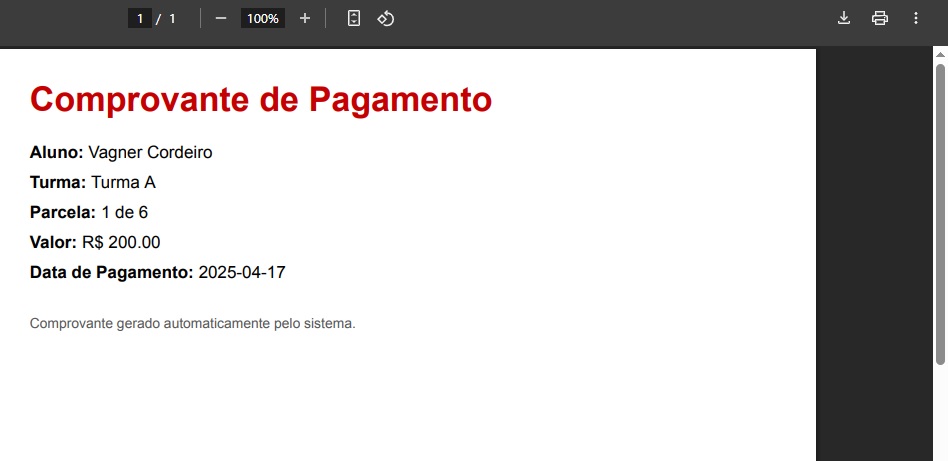 1 / 1 100%
Comprovante de Pagamento
Aluno: Vagner Cordeiro
Turma: Turma A
Parcela: 1 de 6
Valor: R$ 200.00
Data de Pagamento: 2025-04-17
Comprovante gerado automaticamente pelo sistema.